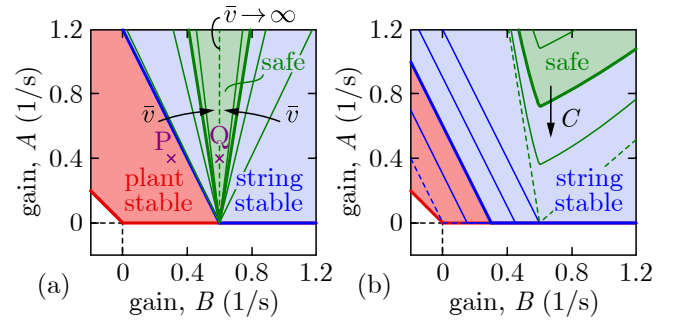 v̄→∞
1.2
0.8
0.4
0
gain, A (1/s)
safe
v̄
v̄
P
Q
plant
stable
string
stable
0
0.4
0.8
1.2
(a)
gain, B (1/s)
1.2
0.8
0.4
0
gain, A (1/s)
safe
C
string
stable
0
0.4
0.8
1.2
(b)
gain, B (1/s)